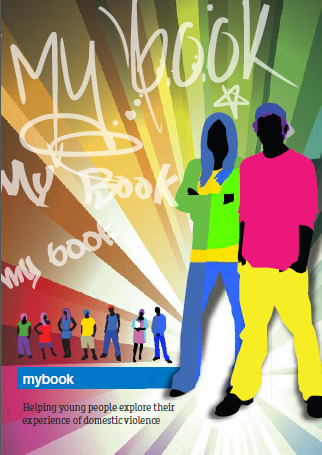 My book
My Book
my book
mybook
Helping young people explore their
experience of domestic violence